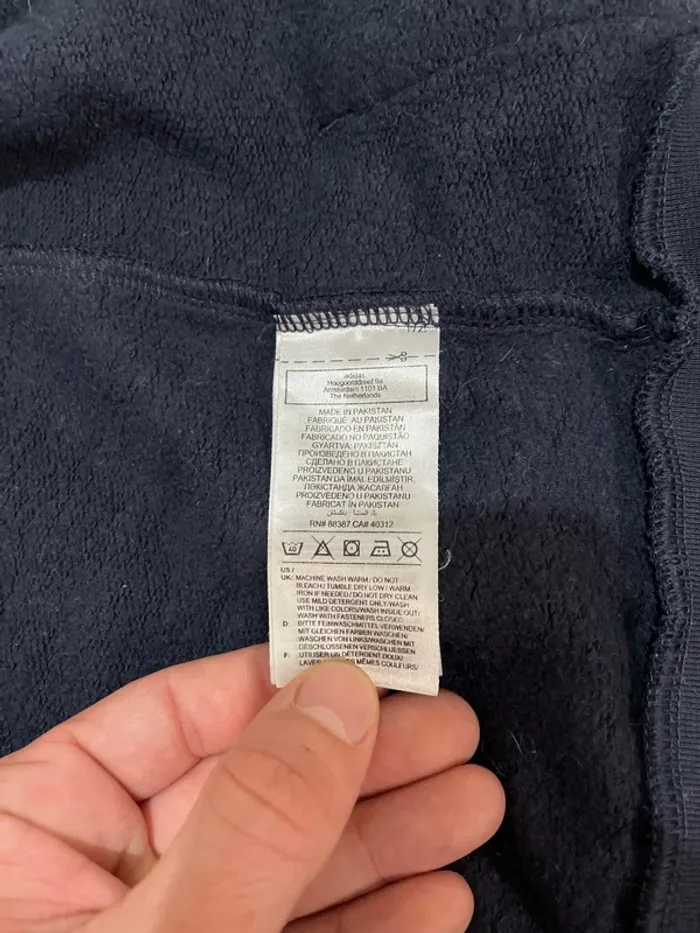 adidas
Hoogoorddreef 9a
Amsterdam 1101 BA
The Netherlands
MADE IN PAKISTAN
FABRIQUÉ AU PAKISTAN
FABRICADO EN PAKISTÁN
FABRICADO NO PAQUISTÃO
GYÁRTVA: PAKISZTÁN
ПРОИЗВЕДЕНО В ПАКИСТАН
СДЕЛАНО В ПАКИСТАНЕ
PROIZVEDENO U PAKISTANU
PAKISTAN'DA İMAL EDİLMİŞTİR.
ПӘКІСТАНДА ЖАСАЛҒАН
PROIZVEDENO U PAKISTANU
FABRICAT ÎN PAKISTAN
RN# 88387 CA# 40312
40
US /
UK: MACHINE WASH WARM / DO NOT
BLEACH / TUMBLE DRY LOW / WARM
IRON IF NEEDED / DO NOT DRY CLEAN
USE MILD DETERGENT ONLY/WASH
WITH LIKE COLORS/WASH INSIDE OUT/
WASH WITH FASTENERS CLOSED
D: BITTE FEINWASCHMITTEL VERWENDEN/
MIT GLEICHEN FARBEN WASCHEN/
WASCHEN VON LINKS/WASCHEN MIT
GESCHLOSSENEN VERSCHLUESSEN
F: UTILISER UN DÉTERGENT DOUX/
LAVER MÊMES COULEURS/